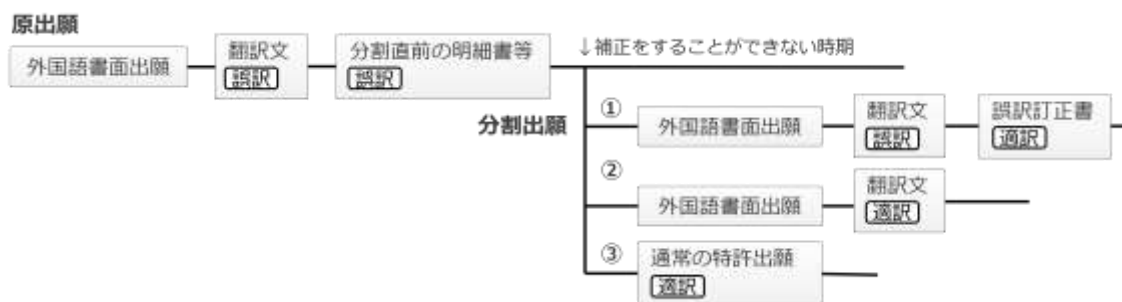 原出願
外国語書面出願
翻訳文
誤訳
分割直前の明細書等
誤訳
↓補正をすることができない時期
分割出願
①
外国語書面出願
翻訳文
誤訳
誤訳訂正書
適訳
②
外国語書面出願
翻訳文
適訳
③
通常の特許出願
適訳